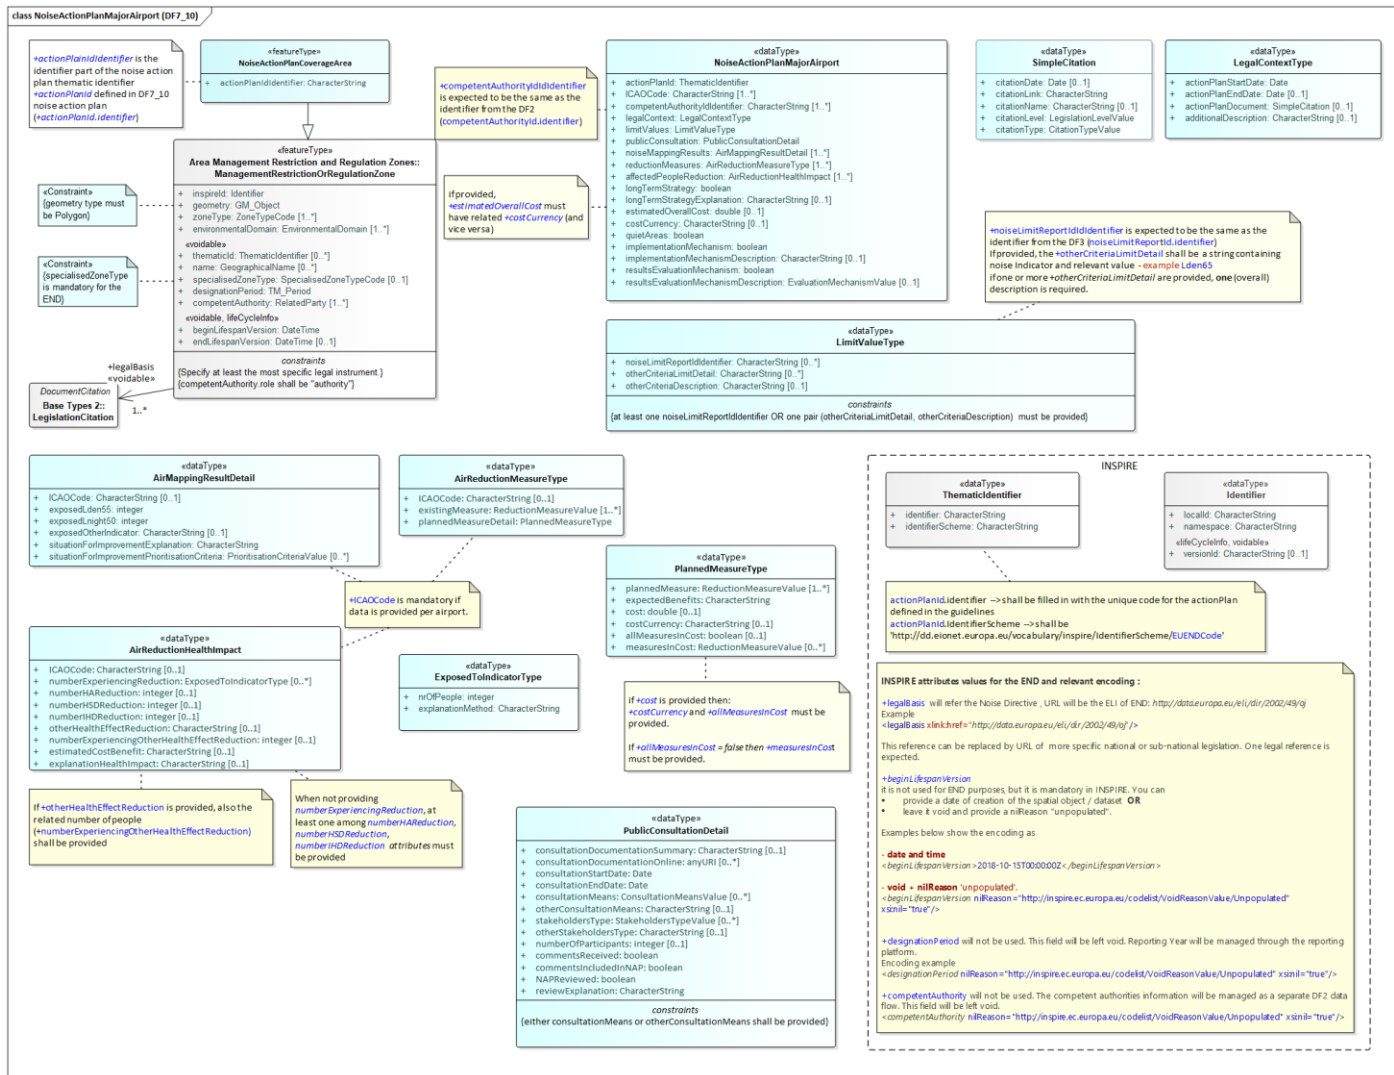 class NoiseActionPlanMajorAirport (DF7_10)
+actionPlainIdIdentifier is the
identifier part of the noise action
plan thematic identifier
+actionPlanId defined in DF7_10
noise action plan
(+actionPlanId.identifier)
«featureType»
NoiseActionPlanCoverageArea
+ actionPlanIdIdentifier: CharacterString
+competentAuthorityIdIdentifier
is expected to be the same as the
identifier from the DF2
(competentAuthorityId.identifier)
«dataType»
NoiseActionPlanMajorAirport
+ actionPlanId: ThematicIdentifier
+ ICAOCode: CharacterString [1..*]
+ competentAuthorityIdIdentifier: CharacterString [1..*]
+ legalContext: LegalContextType
+ limitValues: LimitValueType
+ publicConsultation: PublicConsultationDetail
+ noiseMappingResults: AirMappingResultDetail [1..*]
+ reductionMeasures: AirReductionMeasureType [1..*]
+ affectedPeopleReduction: AirReductionHealthImpact [1..*]
+ longTermStrategy: boolean
+ longTermStrategyExplanation: CharacterString [0..1]
+ estimatedOverallCost: double [0..1]
+ costCurrency: CharacterString [0..1]
+ quietAreas: boolean
+ implementationMechanism: boolean
+ implementationMechanismDescription: CharacterString [0..1]
+ resultsEvaluationMechanism: boolean
+ resultsEvaluationMechanismDescription: EvaluationMechanismValue [0..1]
«dataType»
SimpleCitation
+ citationDate: Date [0..1]
+ citationLink: CharacterString
+ citationName: CharacterString [0..1]
+ citationLevel: LegislationLevelValue
+ citationType: CitationTypeValue
«dataType»
LegalContextType
+ actionPlanStartDate: Date
+ actionPlanEndDate: Date [0..1]
+ actionPlanDocument: SimpleCitation [0..1]
+ additionalDescription: CharacterString [0..1]
«featureType»
Area Management Restriction and Regulation Zones::
ManagementRestrictionOrRegulationZone
+ inspireId: Identifier
+ geometry: GM_Object
+ zoneType: ZoneTypeCode [1..*]
+ environmentalDomain: EnvironmentalDomain [1..*]
«voidable»
+ thematicId: ThematicIdentifier [0..*]
+ name: GeographicalName [0..*]
+ specialisedZoneType: SpecialisedZoneTypeCode [0..1]
+ designationPeriod: TM_Period
+ competentAuthority: RelatedParty [1..*]
«voidable, lifeCycleInfo»
+ beginLifespanVersion: DateTime
+ endLifespanVersion: DateTime [0..1]
constraints
{Specify at least the most specific legal instrument.}
{competentAuthority.role shall be "authority"}
«Constraint»
{geometry type must
be Polygon}
«Constraint»
{specialisedZoneType
is mandatory for the
END}
+legalBasis
«voidable»
1..*
DocumentCitation
Base Types 2::
LegislationCitation
if provided,
+estimatedOverallCost must
have related +costCurrency (and
vice versa)
+noiseLimitReportIdIdIdentifier is expected to be the same as the
identifier from the DF3 (noiseLimitReportId.identifier)
If provided, the +otherCriteriaLimitDetail shall be a string containing
noise Indicator and relevant value - example Lden65
if one or more +otherCriteriaLimitDetail are provided, one (overall)
description is required.
«dataType»
LimitValueType
+ noiseLimitReportIdIdentifier: CharacterString [0..*]
+ otherCriteriaLimitDetail: CharacterString [0..*]
+ otherCriteriaDescription: CharacterString [0..1]
constraints
{at least one noiseLimitReportIdIdentifier OR one pair (otherCriteriaLimitDetail, otherCriteriaDescription) must be provided}
«dataType»
AirMappingResultDetail
+ ICAOCode: CharacterString [0..1]
+ exposedLden55: integer
+ exposedLnight50: integer
+ exposedOtherIndicator: CharacterString [0..1]
+ situationForImprovementExplanation: CharacterString
+ situationForImprovementPrioritisationCriteria: PrioritisationCriteriaValue [0..*]
«dataType»
AirReductionMeasureType
+ ICAOCode: CharacterString [0..1]
+ existingMeasure: ReductionMeasureValue [1..*]
+ plannedMeasureDetail: PlannedMeasureType
+ICAOCode is mandatory if
data is provided per airport.
«dataType»
AirReductionHealthImpact
+ ICAOCode: CharacterString [0..1]
+ numberExperiencingReduction: ExposedToIndicatorType [0..*]
+ numberHAReduction: integer [0..1]
+ numberHSDReduction: integer [0..1]
+ numberIHDReduction: integer [0..1]
+ otherHealthEffectReduction: CharacterString [0..1]
+ numberExperiencingOtherHealthEffectReduction: integer [0..1]
+ estimatedCostBenefit: CharacterString [0..1]
+ explanationHealthImpact: CharacterString [0..1]
«dataType»
ExposedToIndicatorType
+ nrOfPeople: integer
+ explanationMethod: CharacterString
If +otherHealthEffectReduction is provided, also the
related number of people
(+numberExperiencingOtherHealthEffectReduction)
shall be provided
When not providing
numberExperiencingReduction, at
least one among numberHAReduction,
numberHSDReduction,
numberIHDReduction attributes must
be provided
«dataType»
PlannedMeasureType
+ plannedMeasure: ReductionMeasureValue [1..*]
+ expectedBenefits: CharacterString
+ cost: double [0..1]
+ costCurrency: CharacterString [0..1]
+ allMeasuresInCost: boolean [0..1]
+ measuresInCost: ReductionMeasureValue [0..*]
if +cost is provided then:
+costCurrency and +allMeasuresInCost must be
provided.
If +allMeasuresInCost = false then +measuresInCost
must be provided.
«dataType»
PublicConsultationDetail
+ consultationDocumentationSummary: CharacterString [0..1]
+ consultationDocumentationOnline: anyURI [0..*]
+ consultationStartDate: Date
+ consultationEndDate: Date
+ consultationMeans: ConsultationMeansValue [0..*]
+ otherConsultationMeans: CharacterString [0..1]
+ stakeholdersType: StakeholdersTypeValue [0..*]
+ otherStakeholdersType: CharacterString [0..1]
+ numberOfParticipants: integer [0..1]
+ commentsReceived: boolean
+ commentsIncludedInNAP: boolean
+ NAPReviewed: boolean
+ reviewExplanation: CharacterString
constraints
{either consultationMeans or otherConsultationMeans shall be provided}
INSPIRE
«dataType»
ThematicIdentifier
+ identifier: CharacterString
+ identifierScheme: CharacterString
«dataType»
Identifier
+ localId: CharacterString
+ namespace: CharacterString
«lifeCycleInfo, voidable»
+ versionId: CharacterString [0..1]
actionPlanId.identifier -->shall be filled in with the unique code for the actionPlan
defined in the guidelines
actionPlanId.IdentifierScheme -->shall be
'http://dd.eionet.europa.eu/vocabulary/inspire/IdentifierScheme/EUENDCode'
INSPIRE attributes values for the END and relevant encoding :
+legalBasis will refer the Noise Directive , URL will be the ELI of END: http://data.europa.eu/eli/dir/2002/49/oj
Example
<legalBasis xlink:href="http://data.europa.eu/eli/dir/2002/49/oj"/>
This reference can be replaced by URL of more specific national or sub-national legislation. One legal reference is
expected.
+beginLifespanVersion
it is not used for END purposes, but it is mandatory in INSPIRE. You can
• provide a date of creation of the spatial object / dataset OR
• leave it void and provide a nilReason "unpopulated".
Examples below show the encoding as
- date and time
<beginLifespanVersion>2018-10-15T00:00:00Z</beginLifespanVersion>
- void + nilReason 'unpopulated'.
<beginLifespanVersion nilReason="http://inspire.ec.europa.eu/codelist/VoidReasonValue/Unpopulated"
xsi:nil="true"/>
+designationPeriod will not be used. This field will be left void. Reporting Year will be managed through the reporting
platform.
Encoding example
<designationPeriod nilReason="http://inspire.ec.europa.eu/codelist/VoidReasonValue/Unpopulated" xsi:nil="true"/>
+competentAuthority will not be used. The competent authorities information will be managed as a separate DF2 data
flow. This field will be left void.
<competentAuthority nilReason="http://inspire.ec.europa.eu/codelist/VoidReasonValue/Unpopulated" xsi:nil="true"/>